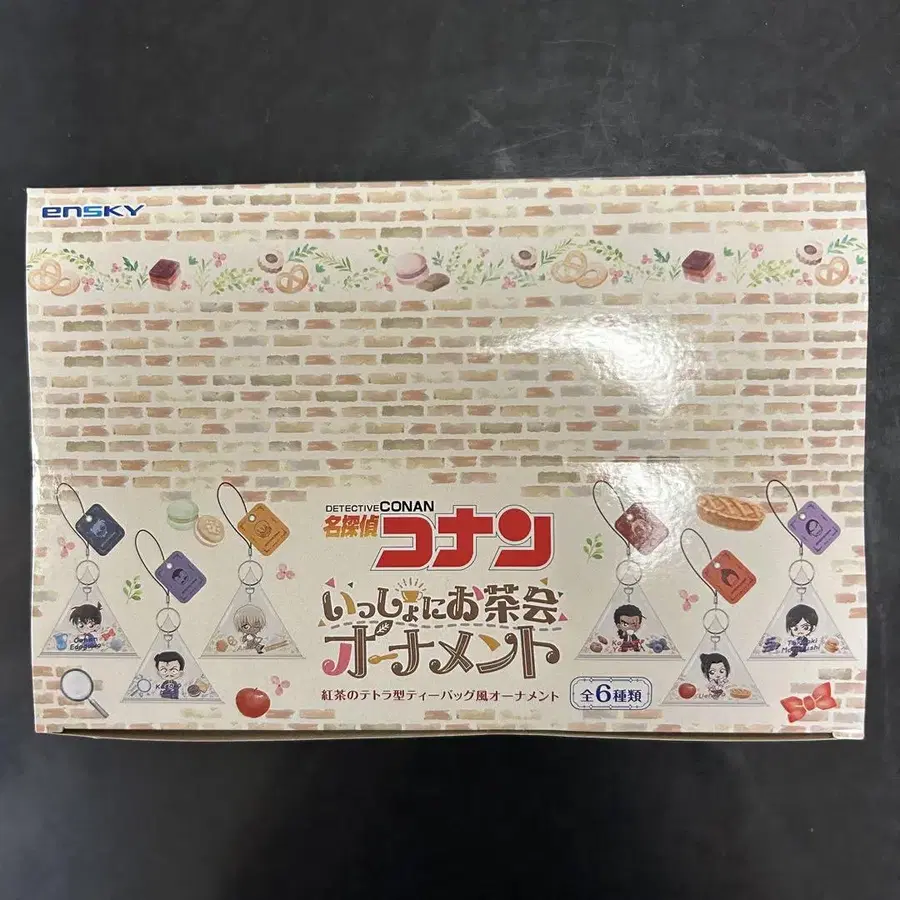 ensky
DETECTIVE CONAN
名探偵
コナン
いっしょにお茶会
オーナメント
紅茶のテトラ型ティーバッグ風オーナメント
全6種類